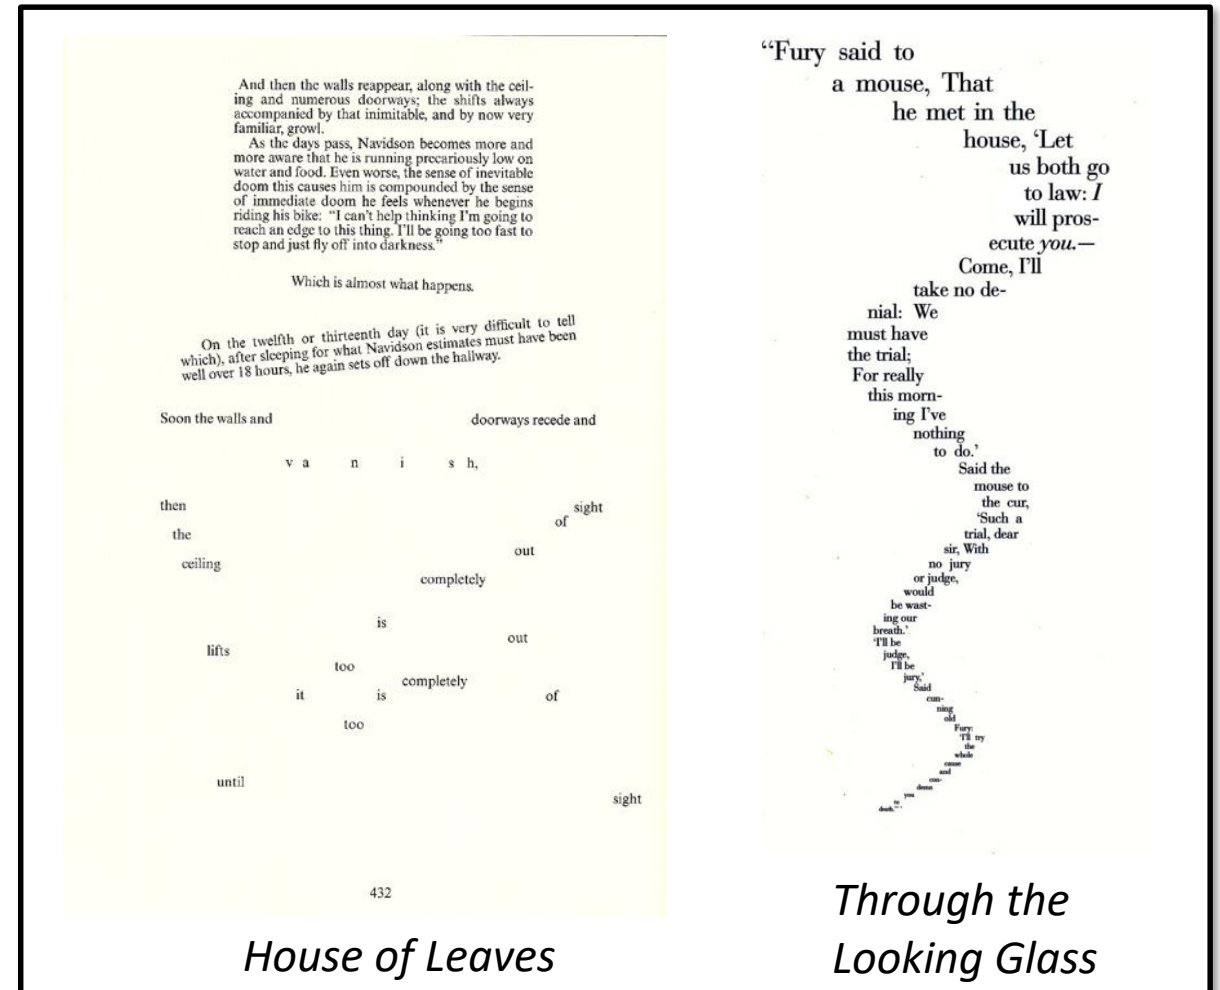 And then the walls reappear, along with the ceil-
ing and numerous doorways; the shifts always
accompanied by that inimitable, and by now very
familiar, growl.
As the days pass, Navidson becomes more and
more aware that he is running precariously low on
water and food. Even worse, the sense of inevitable
doom this causes him is compounded by the sense
of immediate doom he feels whenever he begins
riding his bike: "I can't help thinking I'm going to
reach an edge to this thing. I'll be going too fast to
stop and just fly off into darkness."
Which is almost what happens.
On the twelfth or thirteenth day (it is very difficult to tell
which), after sleeping for what Navidson estimates must have been
well over 18 hours, he again sets off down the hallway.
Soon the walls and doorways recede and
v a n i s h,
then sight
of
the
out
ceiling
completely
is
out
lifts
too
completely
it is of
too
until
sight
432
House of Leaves
“Fury said to
a mouse, That
he met in the
house, ‘Let
us both go
to law: I
will pros-
ecute you.—
Come, I’ll
take no de-
nial: We
must have
the trial;
For really
this morn-
ing I’ve
nothing
to do.’
Said the
mouse to
the cur,
‘Such a
trial, dear
sir, With
no jury
or judge,
would
be wast-
ing our
breath.’
‘I’ll be
judge,
I’ll be
jury,’
Said
cun-
ning
old
Fury:
‘I’ll try
the
whole
cause
and
con-
demn
you
to
death.’”
Through the
Looking Glass